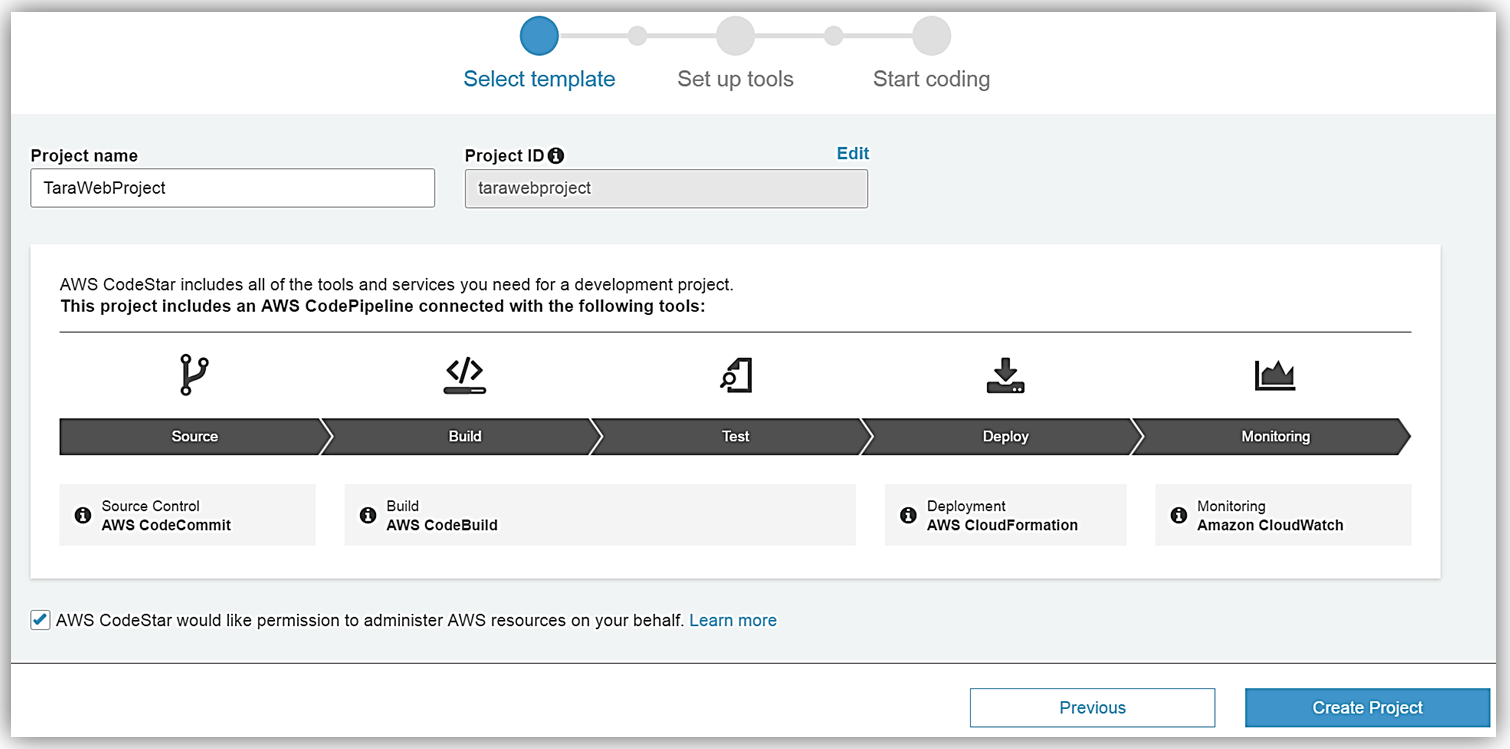 Select template
Set up tools
Start coding
Project name
Project ID
Edit
TaraWebProject
tarawebproject
AWS CodeStar includes all of the tools and services you need for a development project.
This project includes an AWS CodePipeline connected with the following tools:
Source
Build
Test
Deploy
Monitoring
Source Control
AWS CodeCommit
Build
AWS CodeBuild
Deployment
AWS CloudFormation
Monitoring
Amazon CloudWatch
AWS CodeStar would like permission to administer AWS resources on your behalf. Learn more
Previous
Create Project